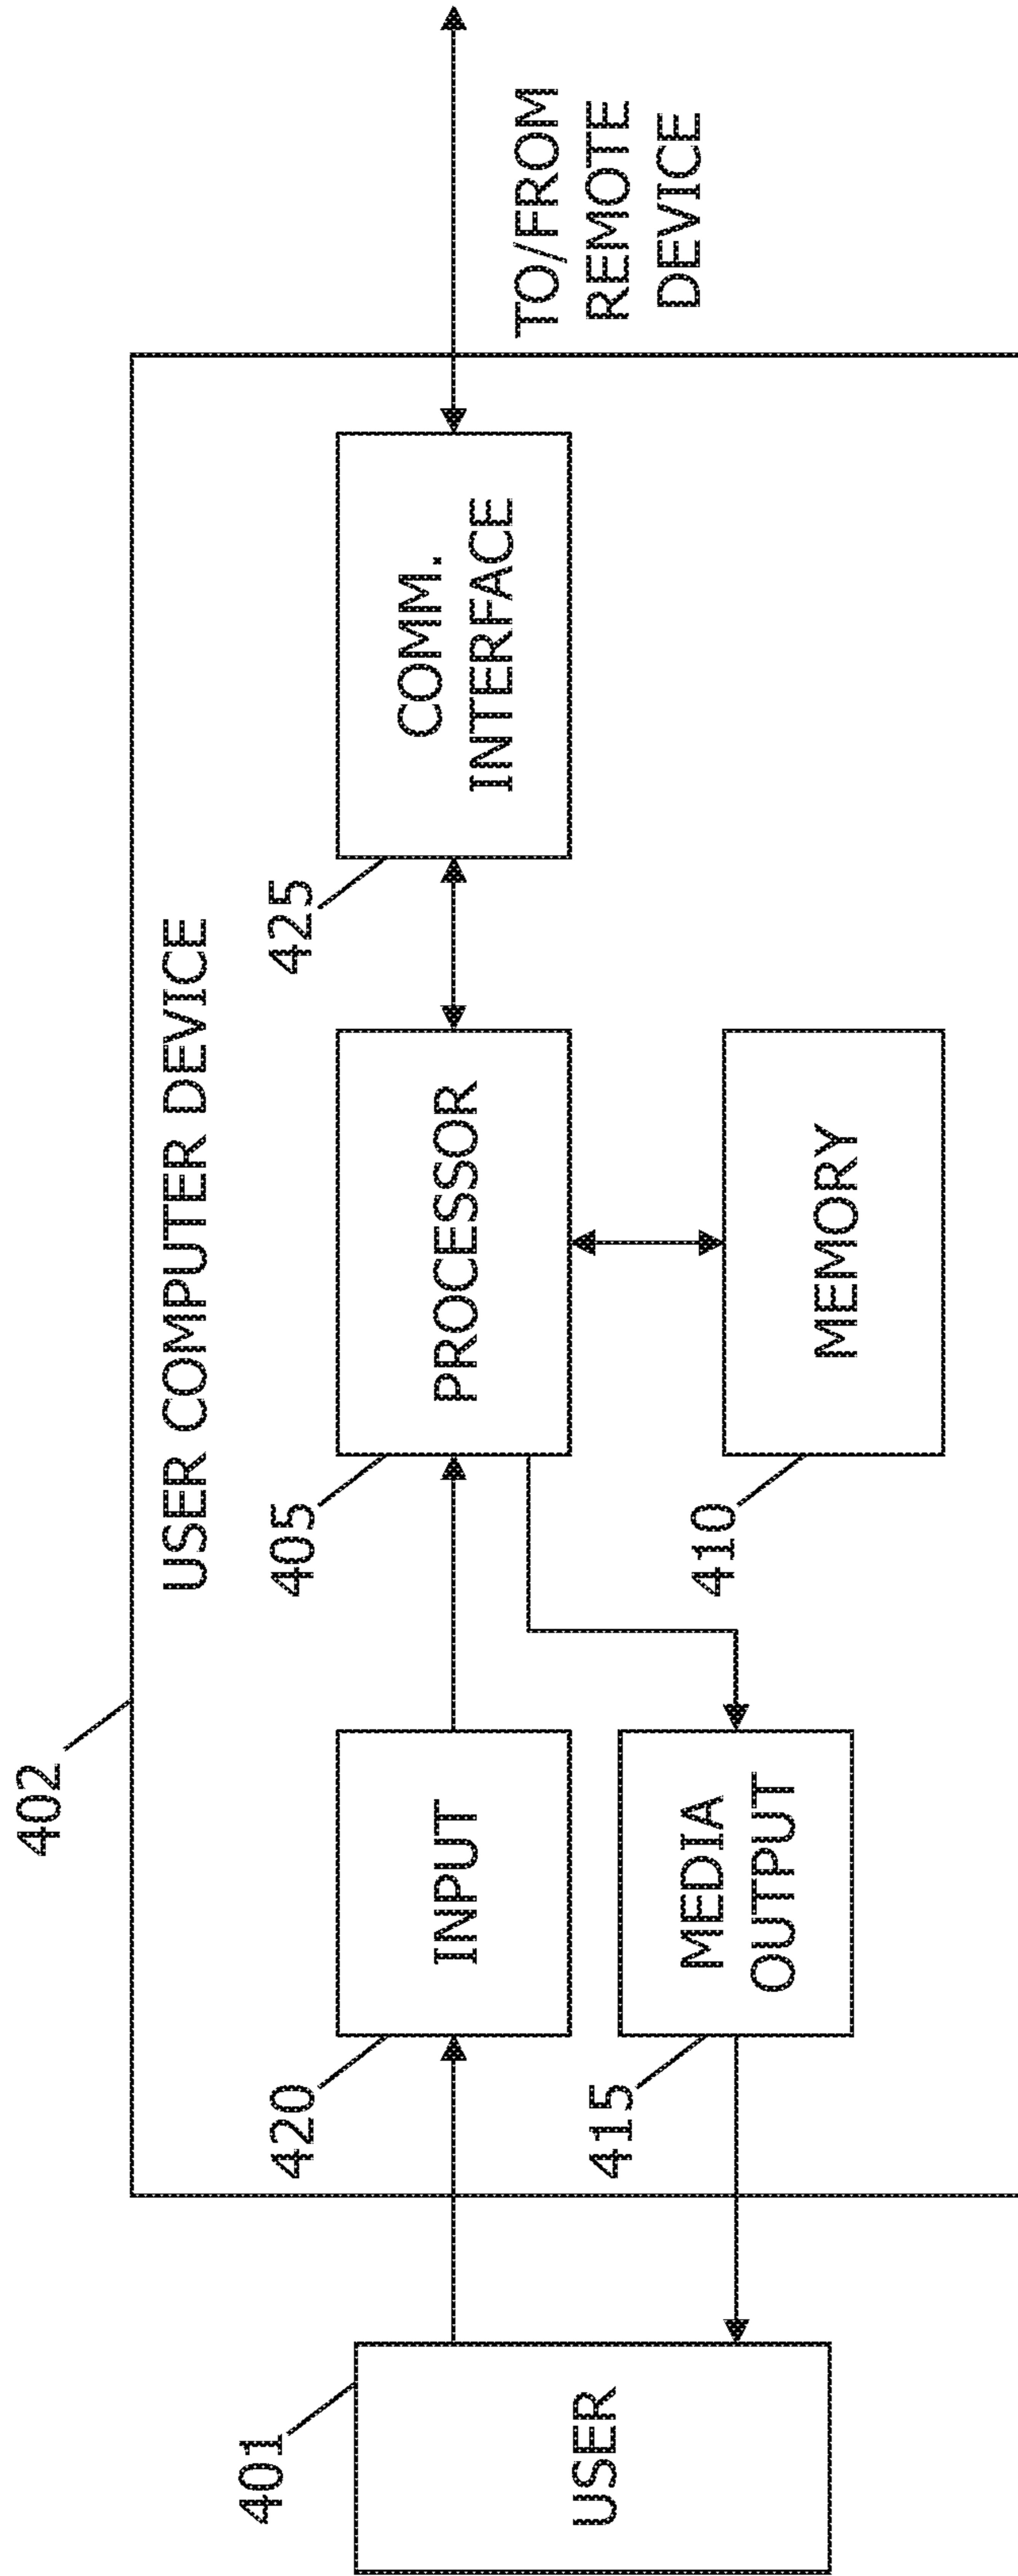 402
USER COMPUTER DEVICE
401
USER
420
INPUT
415
MEDIA
OUTPUT
405
PROCESSOR
410
MEMORY
425
COMM.
INTERFACE
TO/FROM
REMOTE
DEVICE